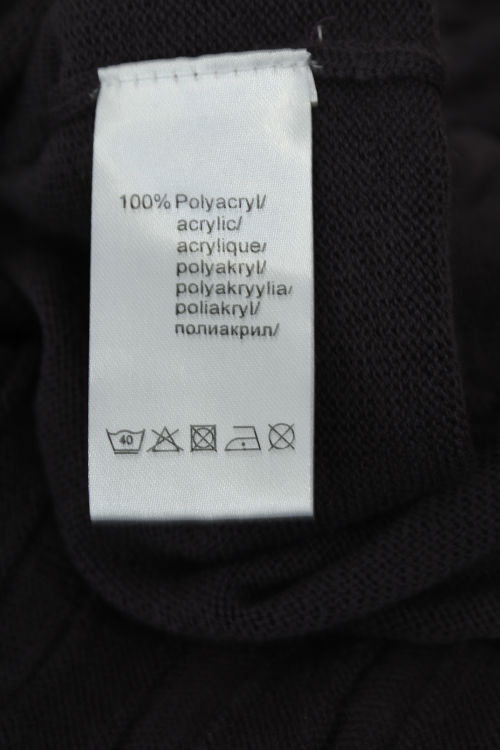 100% Polyacryl/
acrylic/
acrylique/
polyakryl/
polyakryylia/
poliakryl/
полиакрил/
40